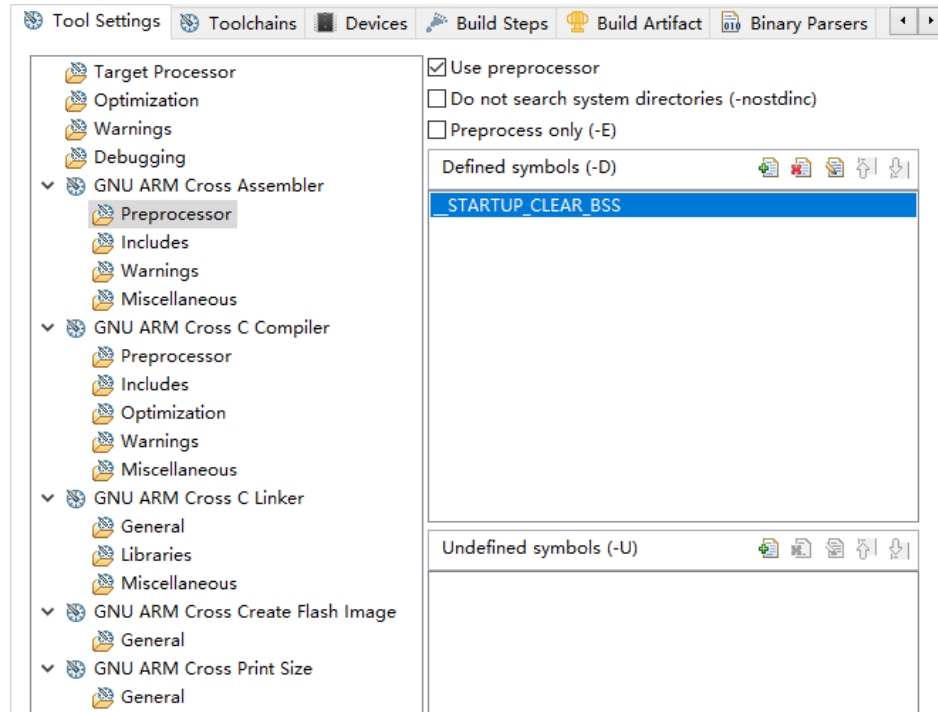 Tool Settings Toolchains Devices Build Steps Build Artifact Binary Parsers
Target Processor
Optimization
Warnings
Debugging
GNU ARM Cross Assembler
Preprocessor
Includes
Warnings
Miscellaneous
GNU ARM Cross C Compiler
Preprocessor
Includes
Optimization
Warnings
Miscellaneous
GNU ARM Cross C Linker
General
Libraries
Miscellaneous
GNU ARM Cross Create Flash Image
General
GNU ARM Cross Print Size
General
Use preprocessor
Do not search system directories (-nostdinc)
Preprocess only (-E)
Defined symbols (-D)
__STARTUP_CLEAR_BSS
Undefined symbols (-U)